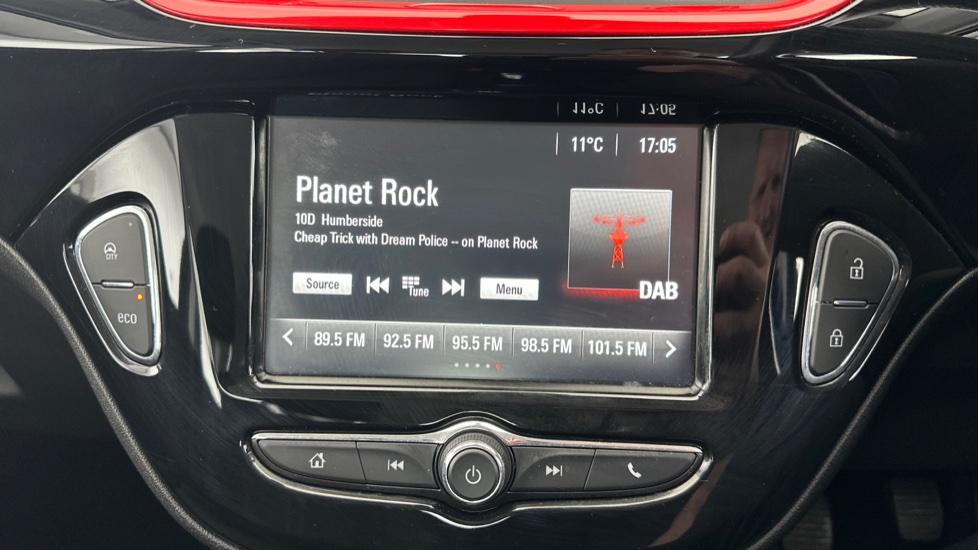 11°C 17:05
Planet Rock
10D Humberside
Cheap Trick with Dream Police -- on Planet Rock
DAB
Source Tune Menu
89.5 FM 92.5 FM 95.5 FM 98.5 FM 101.5 FM
CITY
eco